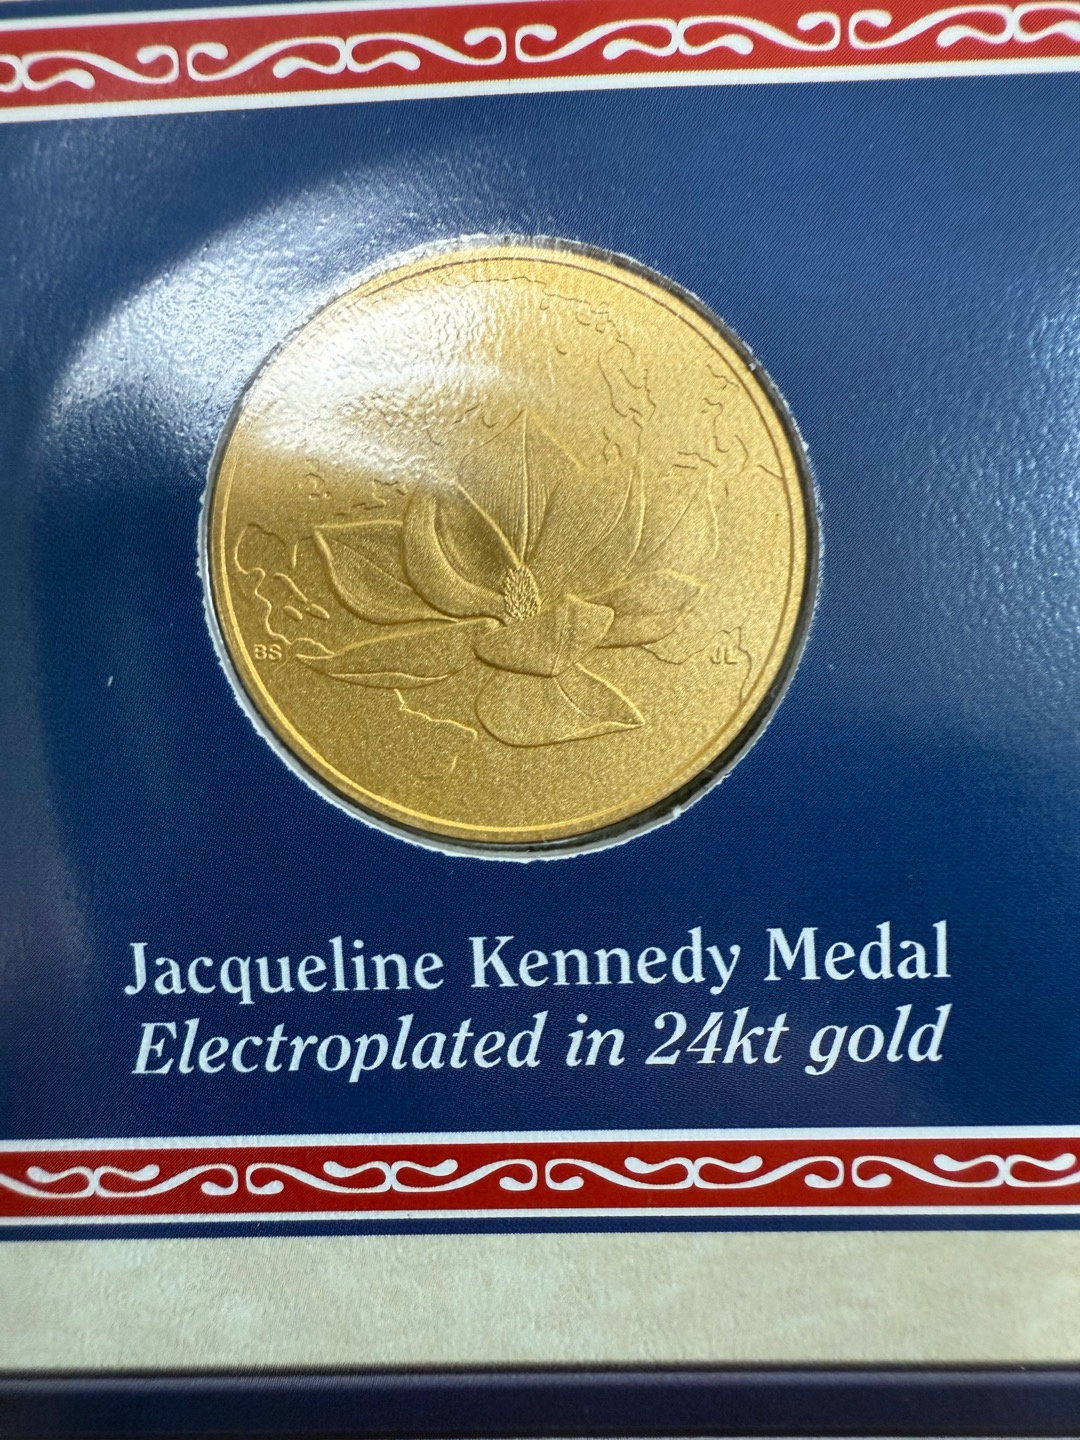 BS
JL
Jacqueline Kennedy Medal
Electroplated in 24kt gold